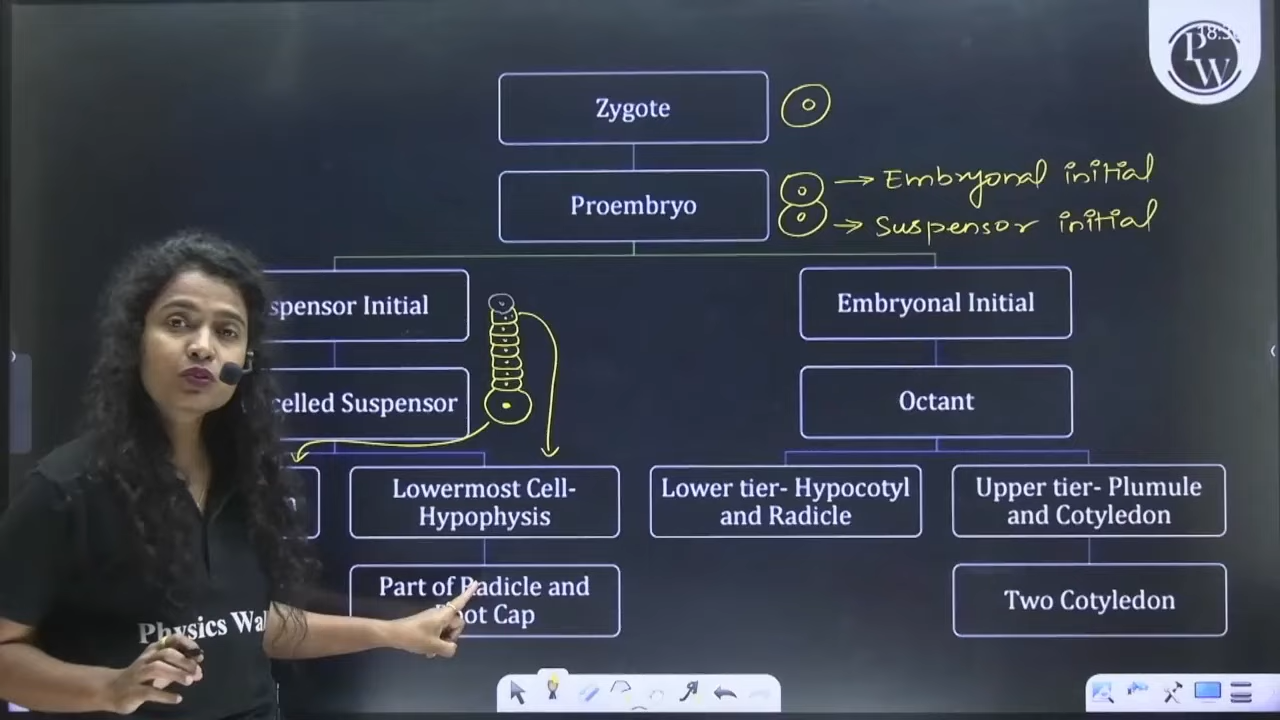 PW
Zygote
Proembryo
→ Embryonal initial
→ Suspensor initial
spensor Initial
Embryonal Initial
celled Suspensor
Octant
Lowermost Cell-
Hypophysis
Lower tier- Hypocotyl
and Radicle
Upper tier- Plumule
and Cotyledon
Part of Radicle and
Cap
Two Cotyledon
Physics Wal